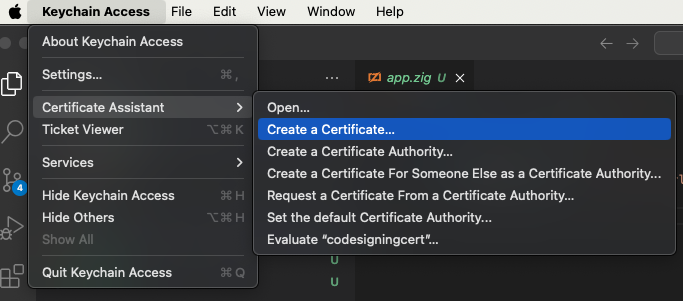 Keychain Access File Edit View Window Help
About Keychain Access
Settings... ⌘ ,
Certificate Assistant >
Ticket Viewer ⌥⌘ K
Services >
Hide Keychain Access ⌘ H
Hide Others ⌥⌘ H
Show All
Quit Keychain Access ⌘ Q
Open...
Create a Certificate...
Create a Certificate Authority...
Create a Certificate For Someone Else as a Certificate Authority...
Request a Certificate From a Certificate Authority...
Set the default Certificate Authority...
Evaluate “codesigningcert”...
... app.zig U ×
4
U
U